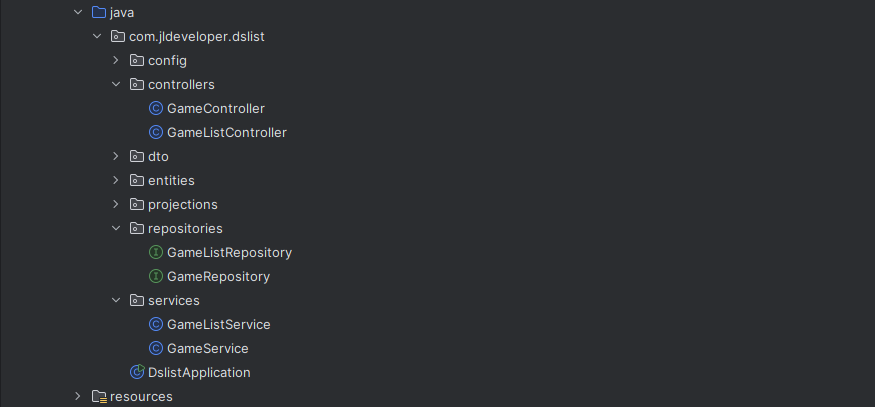 java
com.jldeveloper.dslist
config
controllers
GameController
GameListController
dto
entities
projections
repositories
GameListRepository
GameRepository
services
GameListService
GameService
DslistApplication
resources